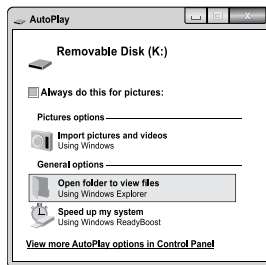 AutoPlay
Removable Disk (K:)
Always do this for pictures:
Pictures options
Import pictures and videos
Using Windows
General options
Open folder to view files
Using Windows Explorer
Speed up my system
Using Windows ReadyBoost
View more AutoPlay options in Control Panel